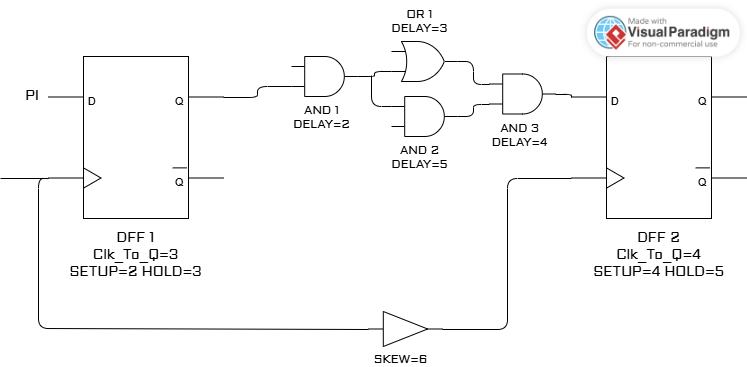 OR 1
DELAY=3
Made with
Visual Paradigm
For non-commercial use
PI
D
Q
Q
AND 1
DELAY=2
AND 2
DELAY=5
AND 3
DELAY=4
D
Q
Q
DFF 1
Clk_To_Q=3
SETUP=2 HOLD=3
DFF 2
Clk_To_Q=4
SETUP=4 HOLD=5
SKEW=6